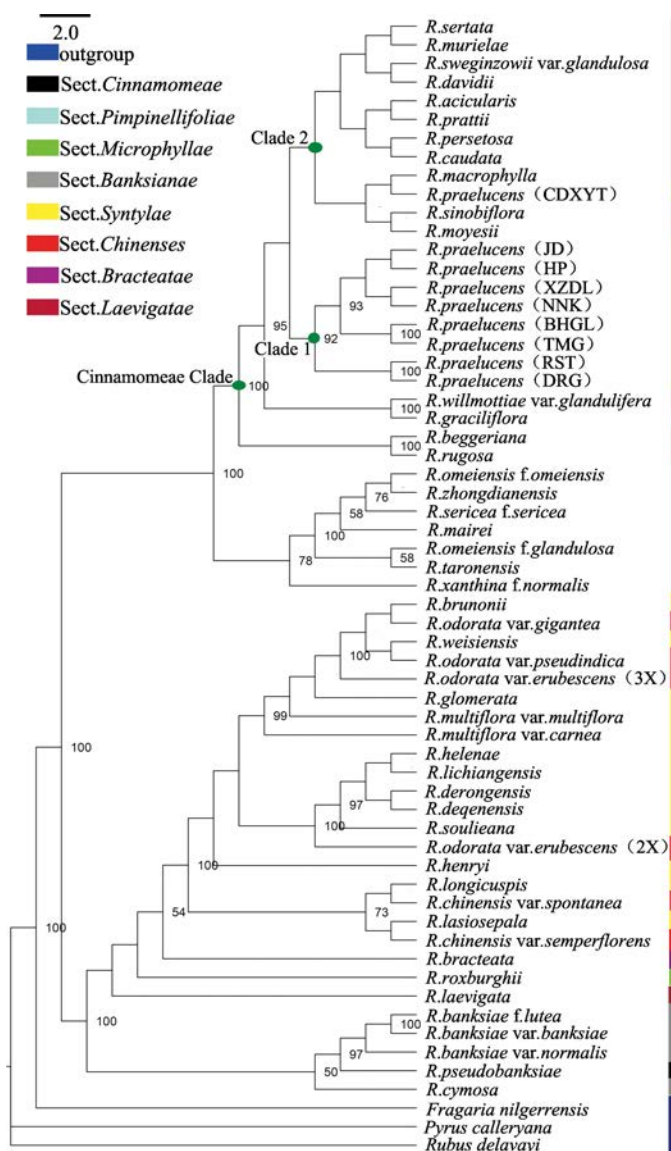 2.0
outgroup
Sect.Cinnamomeae
Sect.Pimpinellifoliae
Sect.Microphyllae
Sect.Banksianae
Sect.Syntylae
Sect.Chinenses
Sect.Bracteatae
Sect.Laevigatae
R.sertata
R.murielae
R.sweginzowii var.glandulosa
R.davidii
R.acicularis
R.prattii
Clade 2
R.persetosa
R.caudata
R.macrophylla
R.praelucens（CDXYT）
R.sinobiflora
R.moyesii
R.praelucens（JD）
R.praelucens（HP）
R.praelucens（XZDL）
93
R.praelucens（NNK）
95
100
R.praelucens（BHGL）
92
Clade 1
R.praelucens（TMG）
100
R.praelucens（RST）
Cinnamomeae Clade
R.praelucens（DRG）
100
R.willmottiae var.glandulifera
100
R.graciliflora
R.beggeriana
100
R.rugosa
100
R.omeiensis f.omeiensis
76
R.zhongdianensis
58
R.sericea f.sericea
100
R.mairei
78
R.omeiensis f.glandulosa
58
R.taronensis
R.xanthina f.normalis
R.brunonii
R.odorata var.gigantea
100
R.weisiensis
R.odorata var.pseudindica
R.odorata var.erubescens（3X）
R.glomerata
99
R.multiflora var.multiflora
R.multiflora var.carnea
100
R.helenae
R.lichiangensis
R.derongensis
97
R.deqenensis
100
R.soulieana
R.odorata var.erubescens（2X）
100
R.henryi
R.longicuspis
R.chinensis var.spontanea
54
73
R.lasiosepala
100
R.chinensis var.semperflorens
R.bracteata
R.roxburghii
R.laevigata
100
R.banksiae f.lutea
100
R.banksiae var.banksiae
97
R.banksiae var.normalis
50
R.pseudobanksiae
R.cymosa
Fragaria nilgerrensis
Pyrus calleryana
Rubus delavayi